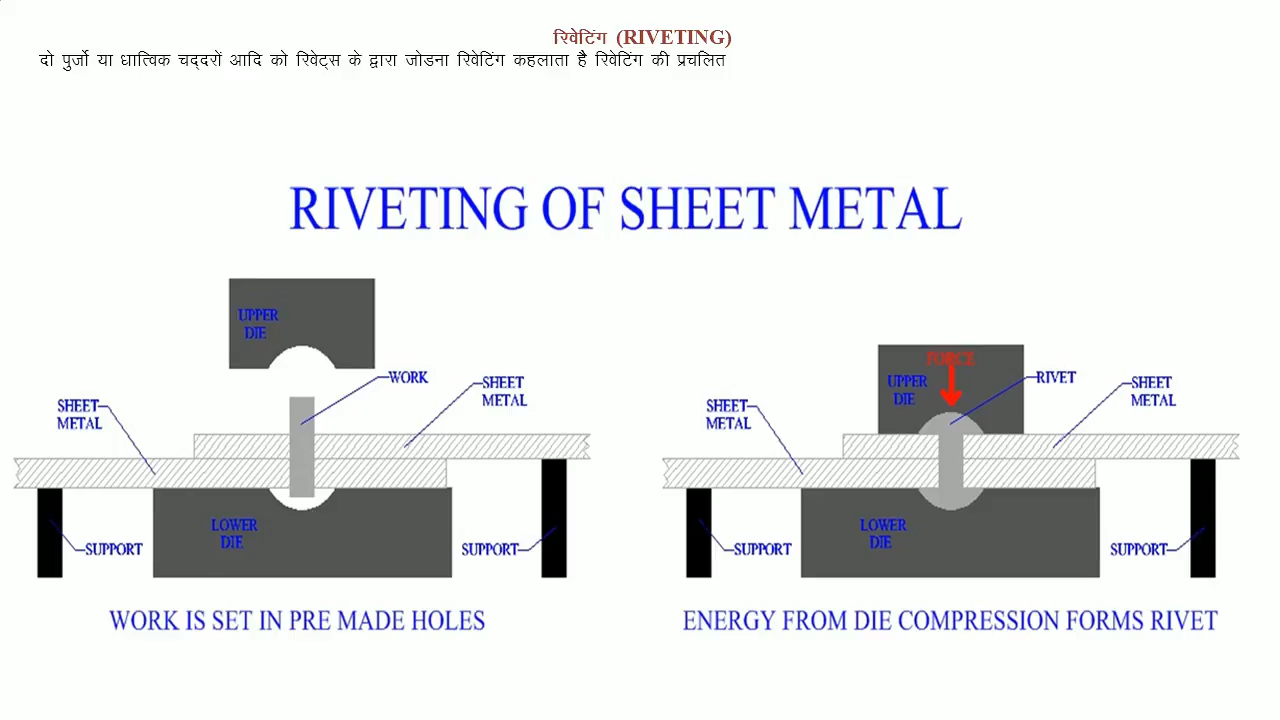 रिवेटिंग (RIVETING)
दो पुर्जो या धात्विक चद्दरों आदि को रिवेट्स के द्वारा जोडना रिवेटिंग कहलाता है रिवेटिंग की प्रचलित
RIVETING OF SHEET METAL
UPPER
DIE
WORK
SHEET
METAL
SHEET
METAL
LOWER
DIE
SUPPORT
SUPPORT
WORK IS SET IN PRE MADE HOLES
FORCE
UPPER
DIE
RIVET
SHEET
METAL
SHEET
METAL
LOWER
DIE
SUPPORT
SUPPORT
ENERGY FROM DIE COMPRESSION FORMS RIVET